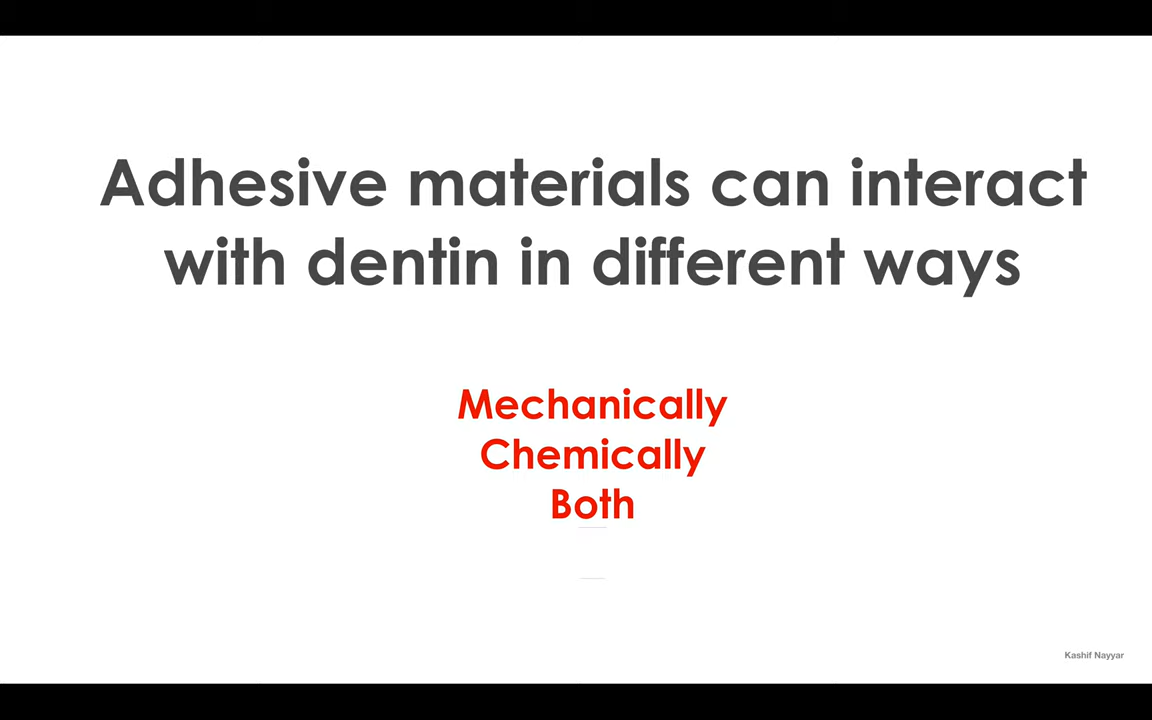 Adhesive materials can interact
with dentin in different ways
Mechanically
Chemically
Both
Kashif Nayyar